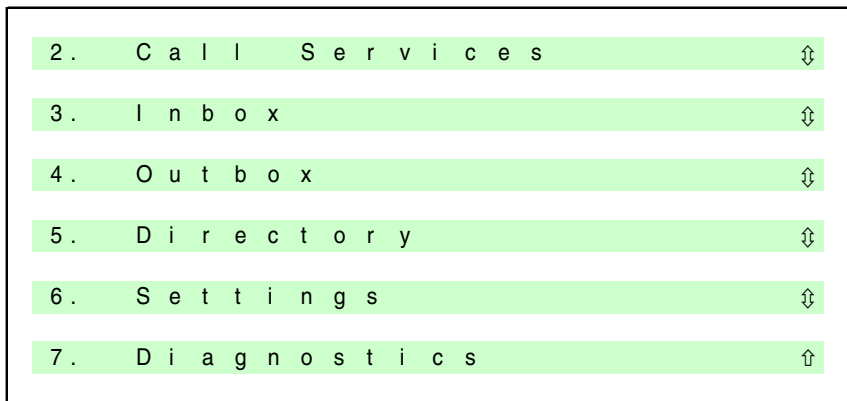 2. Call Services ⇳
3. Inbox ⇳
4. Outbox ⇳
5. Directory ⇳
6. Settings ⇳
7. Diagnostics ⇧